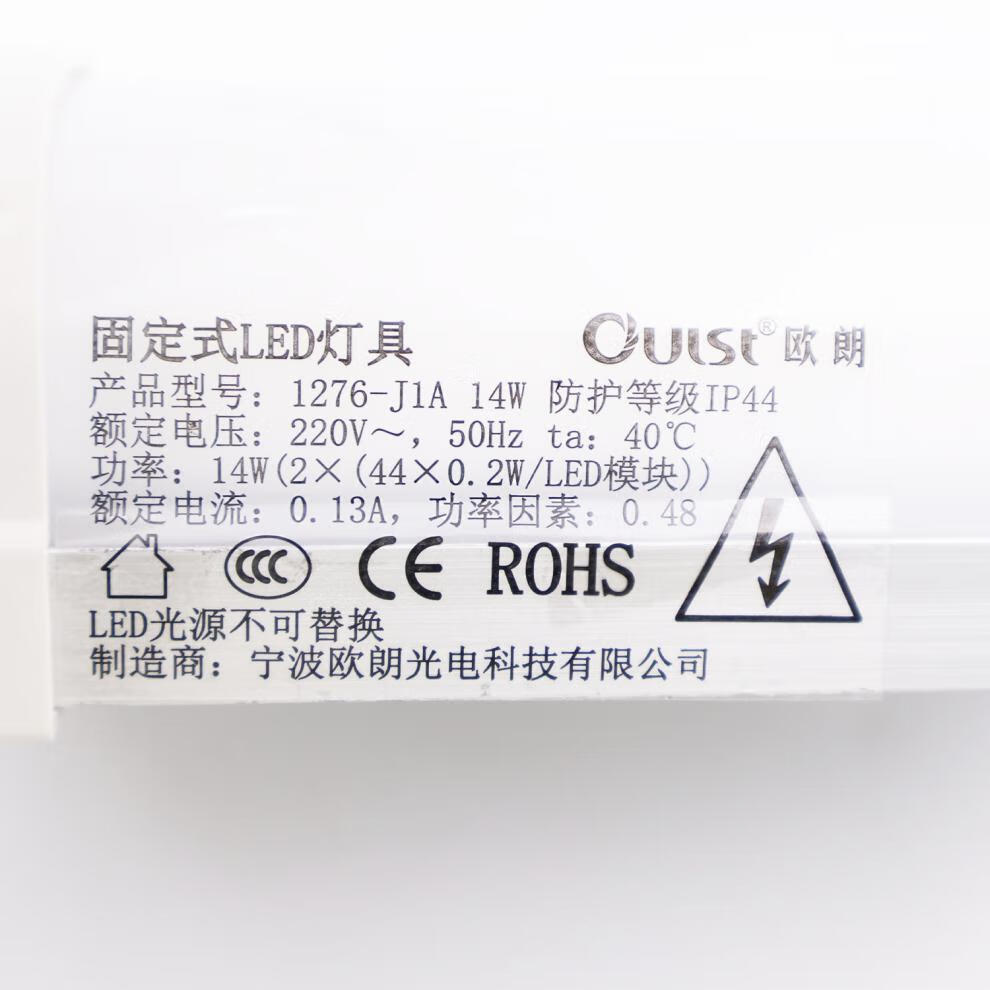 固定式LED灯具
Oulst® 欧朗
产品型号：1276-J1A 14W 防护等级IP44
额定电压：220V～，50Hz ta：40℃
功率：14W(2×(44×0.2W/LED模块))
额定电流：0.13A，功率因素：0.48
CCC CE ROHS
LED光源不可替换
制造商：宁波欧朗光电科技有限公司